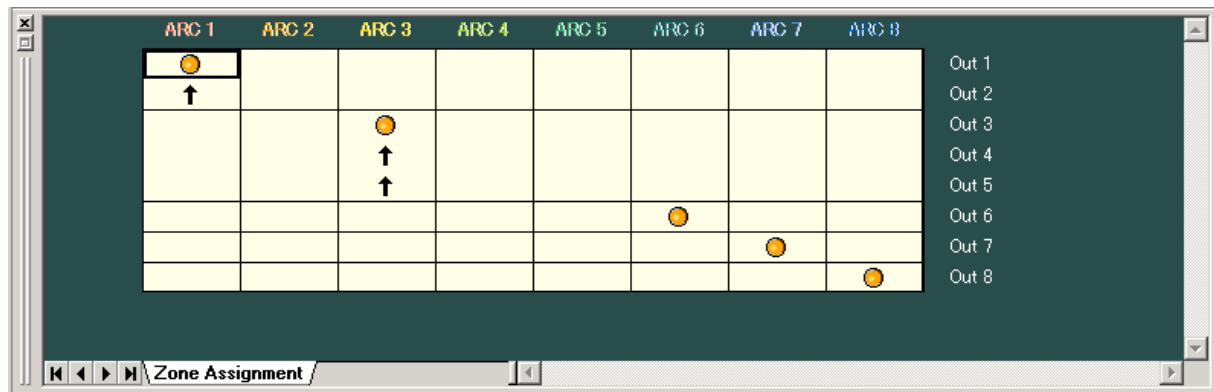 ARC 1 ARC 2 ARC 3 ARC 4 ARC 5 ARC 6 ARC 7 ARC 8
Out 1
Out 2
Out 3
Out 4
Out 5
Out 6
Out 7
Out 8
Zone Assignment